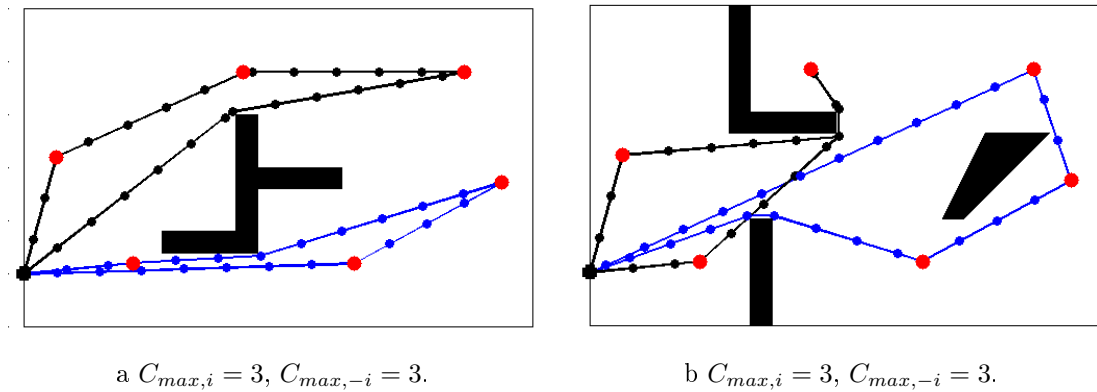 a $C_{max,i} = 3$, $C_{max,-i} = 3$.
b $C_{max,i} = 3$, $C_{max,-i} = 3$.